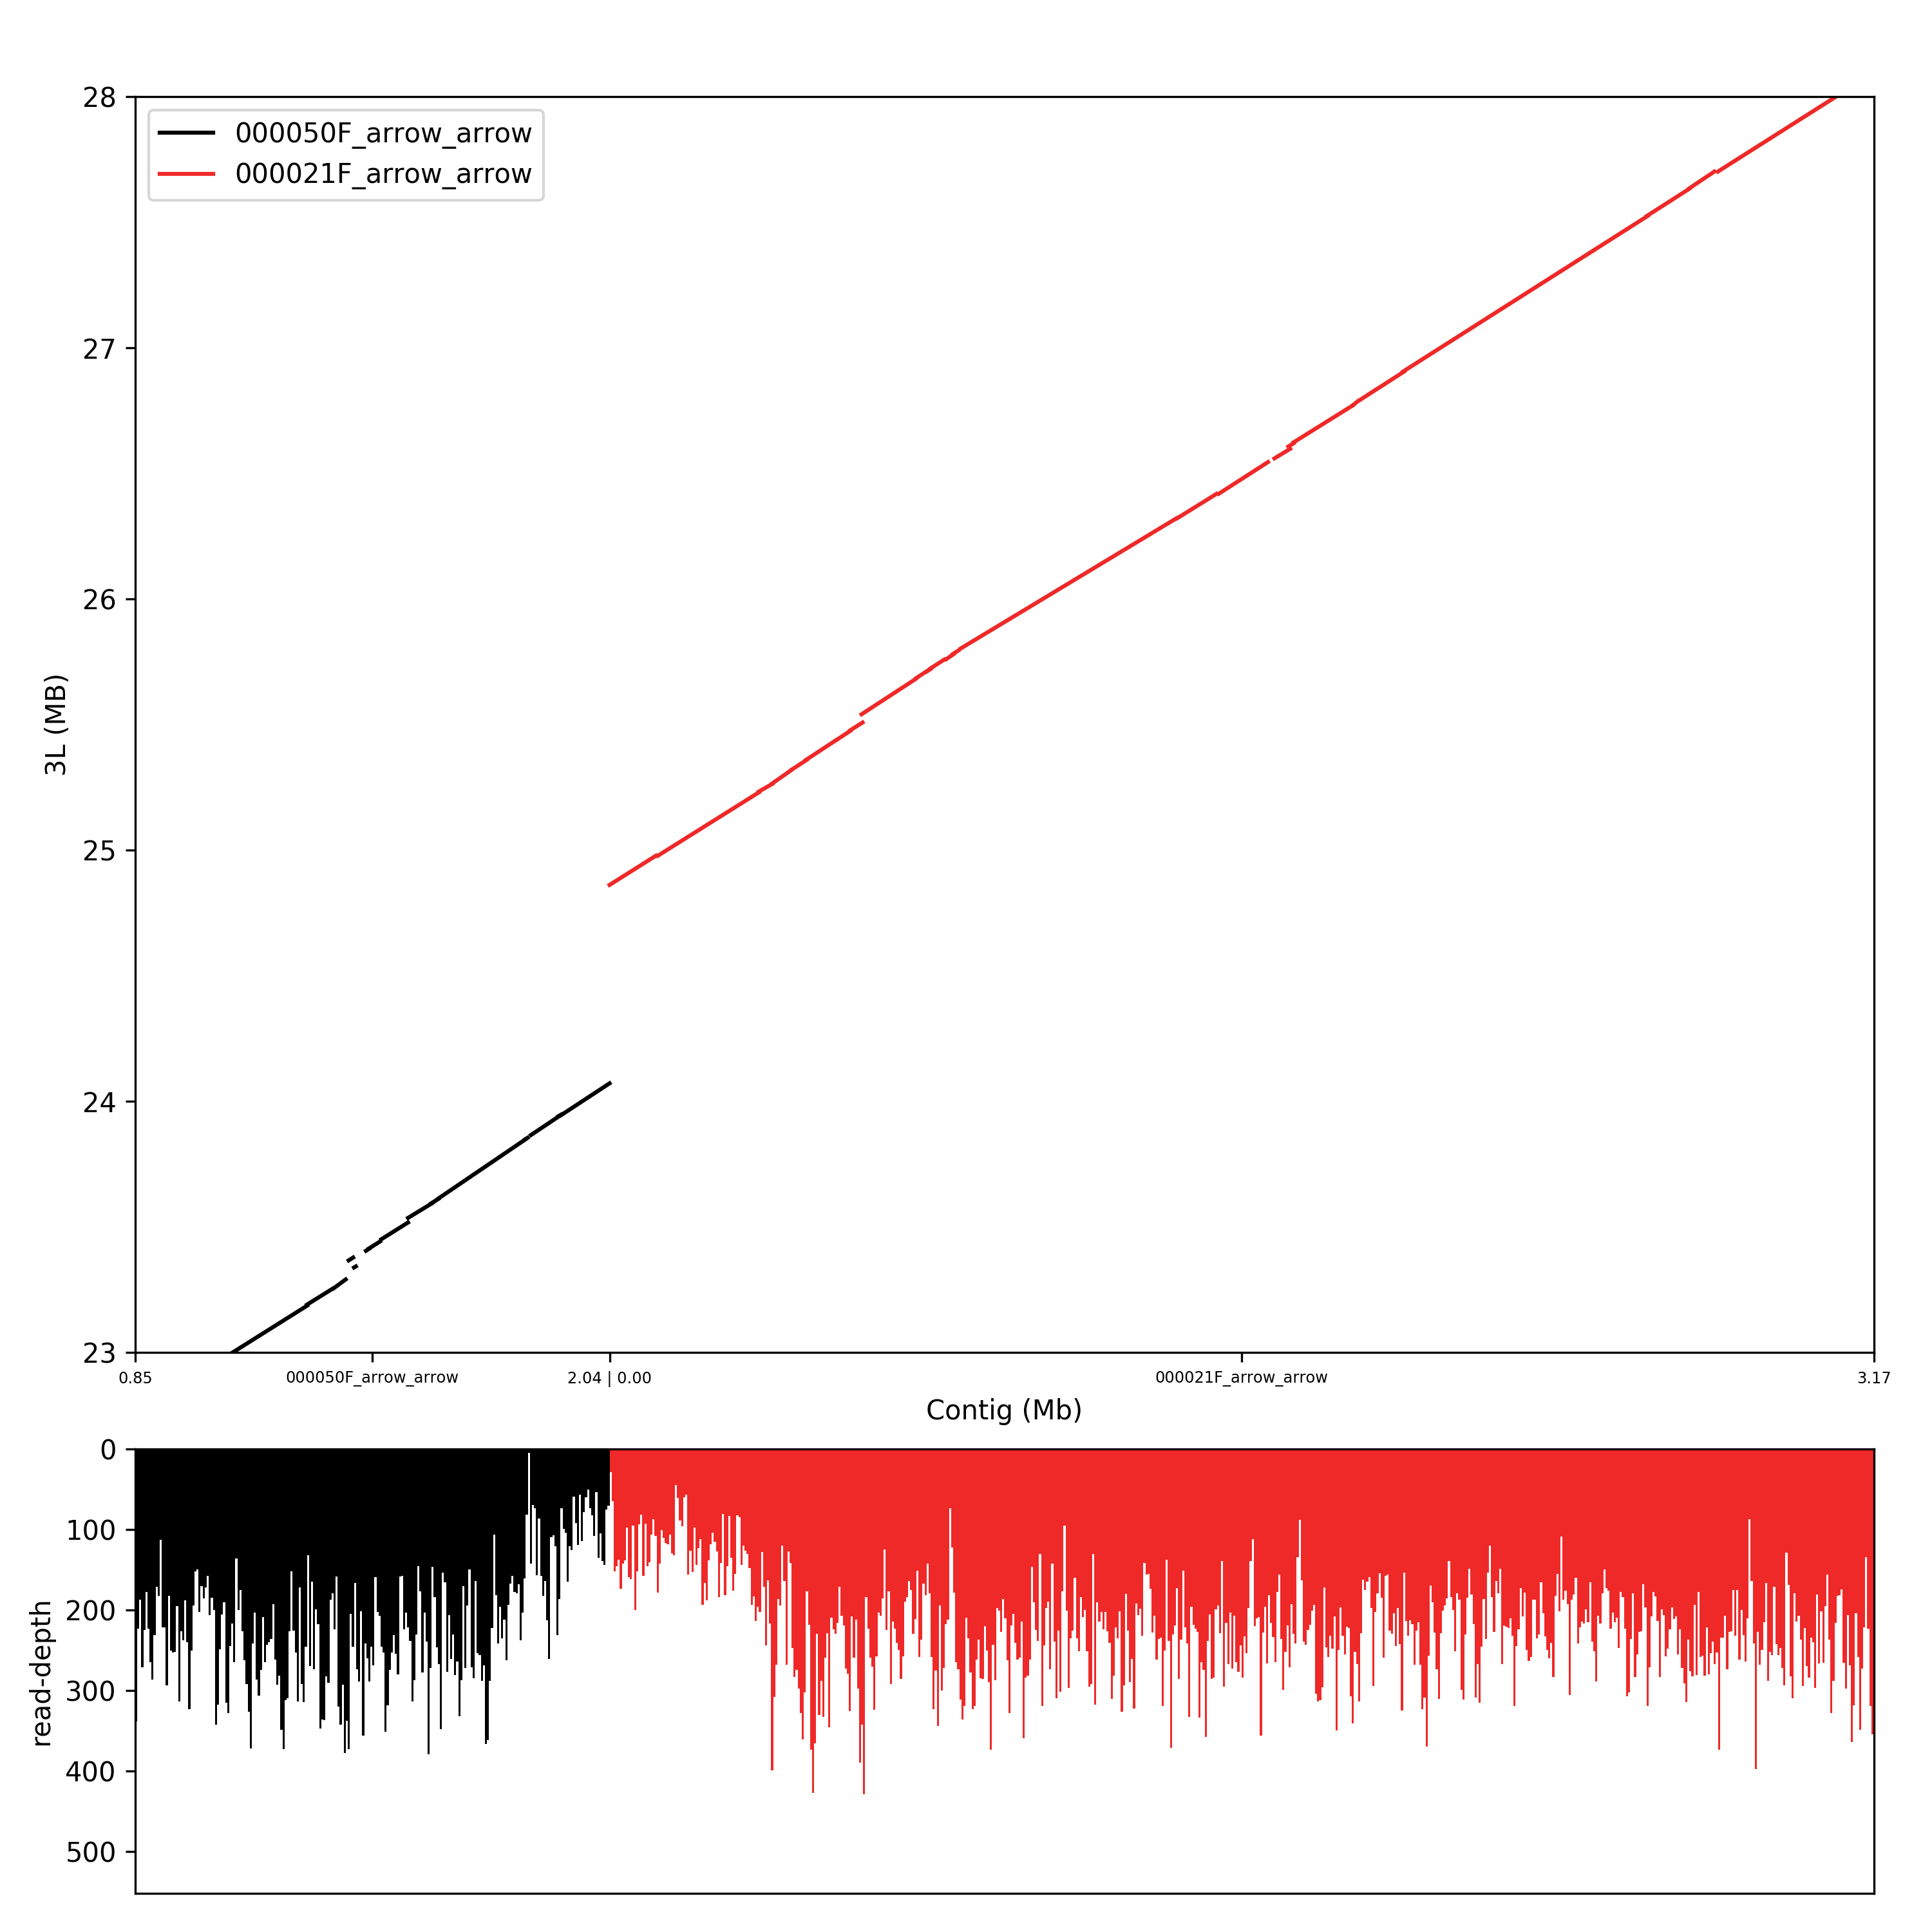 000050F_arrow_arrow
000021F_arrow_arrow
28
27
26
25
24
23
3L (MB)
0.85
000050F_arrow_arrow
2.04 | 0.00
000021F_arrow_arrow
3.17
Contig (Mb)
0
100
200
300
400
500
read-depth